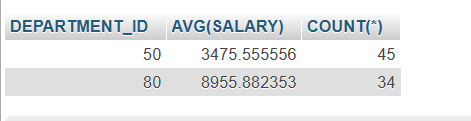 DEPARTMENT_ID AVG(SALARY) COUNT(*)
50 3475.555556 45
80 8955.882353 34